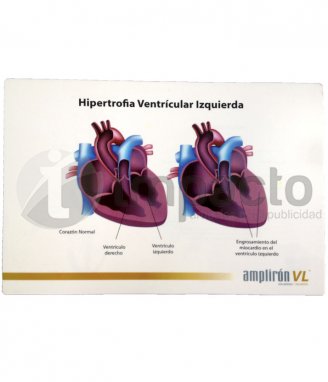 Hipertrofia Ventrícular Izquierda
impacto
publicidad
Corazón Normal
Ventrículo
derecho
Ventrículo
izquierdo
Engrosamiento del
miocardio en el
ventrículo izquierdo
amplirón VL